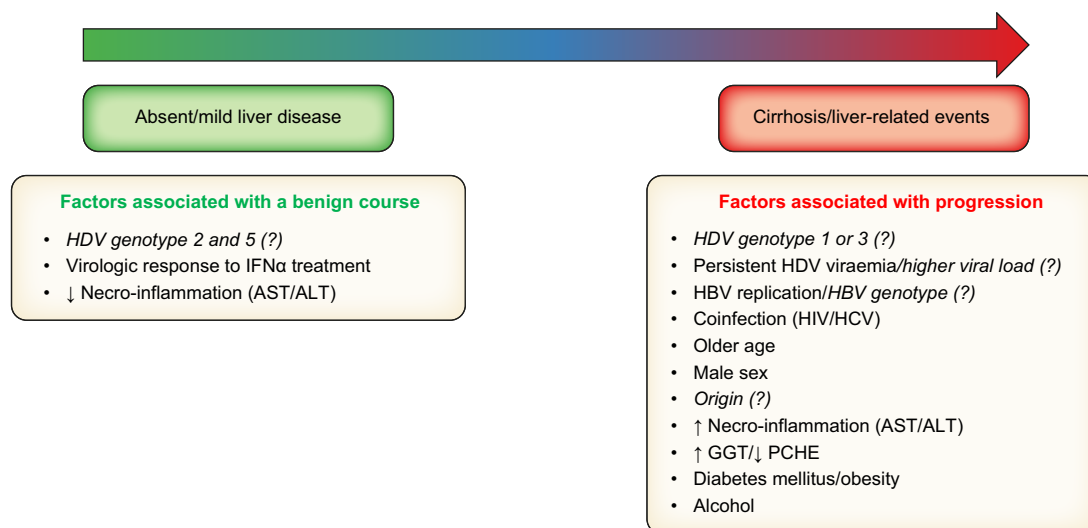 Absent/mild liver disease
Cirrhosis/liver-related events
Factors associated with a benign course
• HDV genotype 2 and 5 (?)
• Virologic response to IFNα treatment
• ↓ Necro-inflammation (AST/ALT)
Factors associated with progression
• HDV genotype 1 or 3 (?)
• Persistent HDV viraemia/higher viral load (?)
• HBV replication/HBV genotype (?)
• Coinfection (HIV/HCV)
• Older age
• Male sex
• Origin (?)
• ↑ Necro-inflammation (AST/ALT)
• ↑ GGT/↓ PCHE
• Diabetes mellitus/obesity
• Alcohol